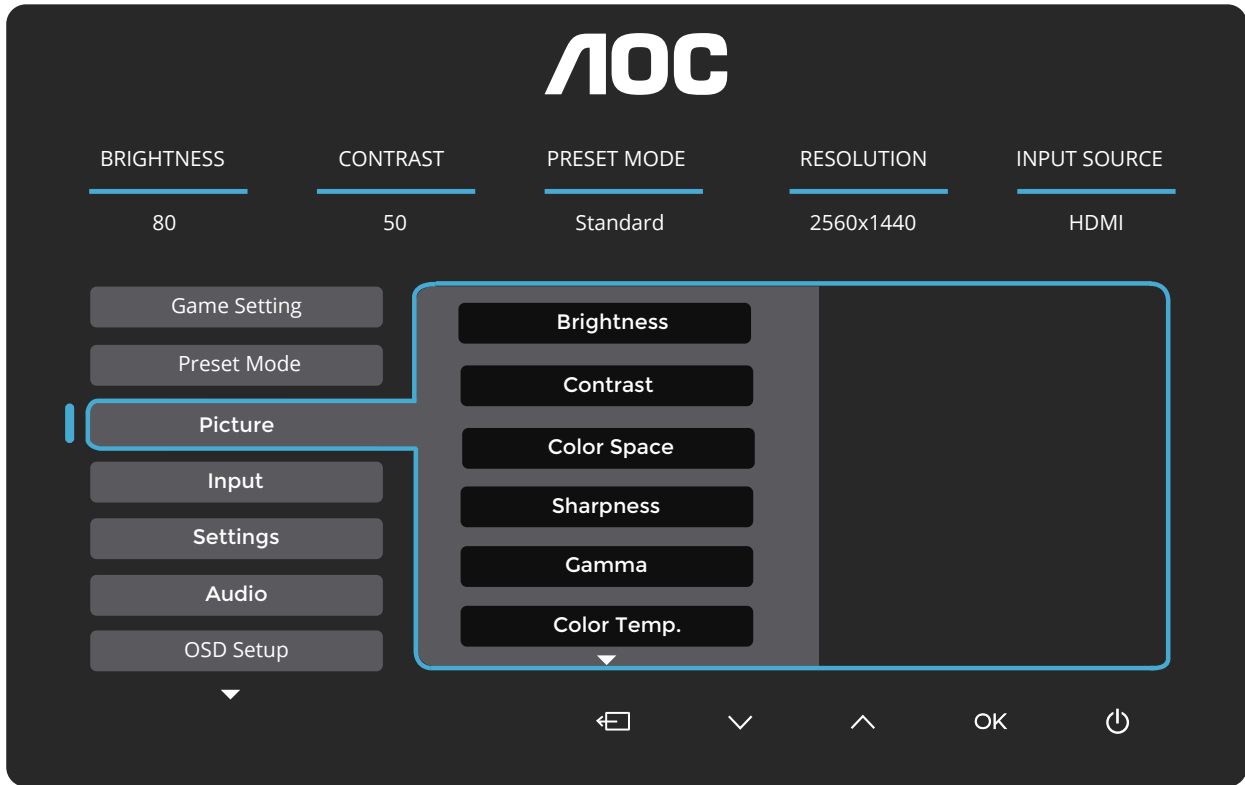 AOC
BRIGHTNESS CONTRAST PRESET MODE RESOLUTION INPUT SOURCE
80 50 Standard 2560x1440 HDMI
Game Setting
Preset Mode
Picture
Input
Settings
Audio
OSD Setup
Brightness
Contrast
Color Space
Sharpness
Gamma
Color Temp.
OK